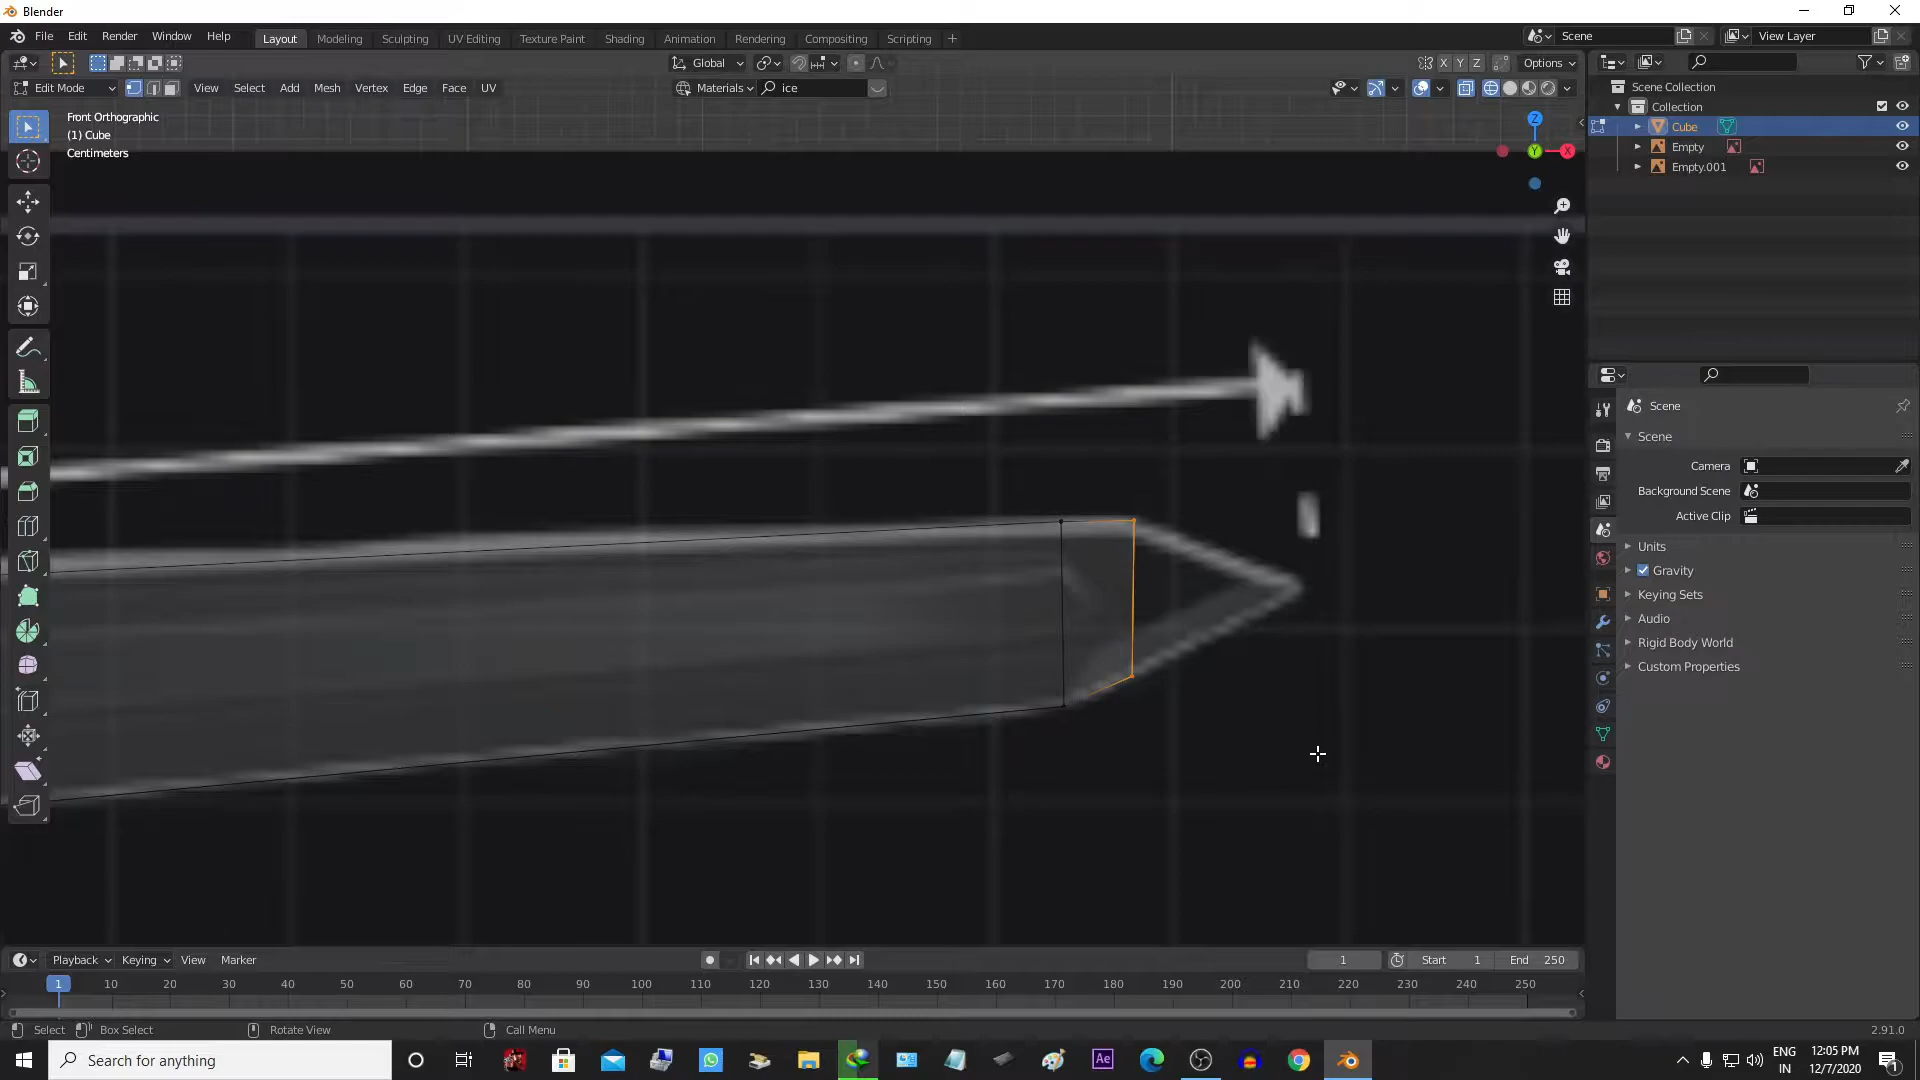 Blender
File Edit Render Window Help
Layout Modeling Sculpting UV Editing Texture Paint Shading Animation Rendering Compositing Scripting
Scene
View Layer
Global
X Y Z
Options
Edit Mode View Select Add Mesh Vertex Edge Face UV
Materials ice
Scene Collection
Collection
Cube
Empty
Empty.001
Front Orthographic
(1) Cube
Centimeters
Z
Y
X
Scene
Scene
Camera
Background Scene
Active Clip
Units
Gravity
Keying Sets
Audio
Rigid Body World
Custom Properties
Playback Keying View Marker
1 Start 1 End 250
1 10 20 30 40 50 60 70 80 90 100 110 120 130 140 150 160 170 180 190 200 210 220 230 240 250
Select Box Select Rotate View Call Menu
2.91.0
Search for anything
Ae
ENG
IN
12:05 PM
12/7/2020
1